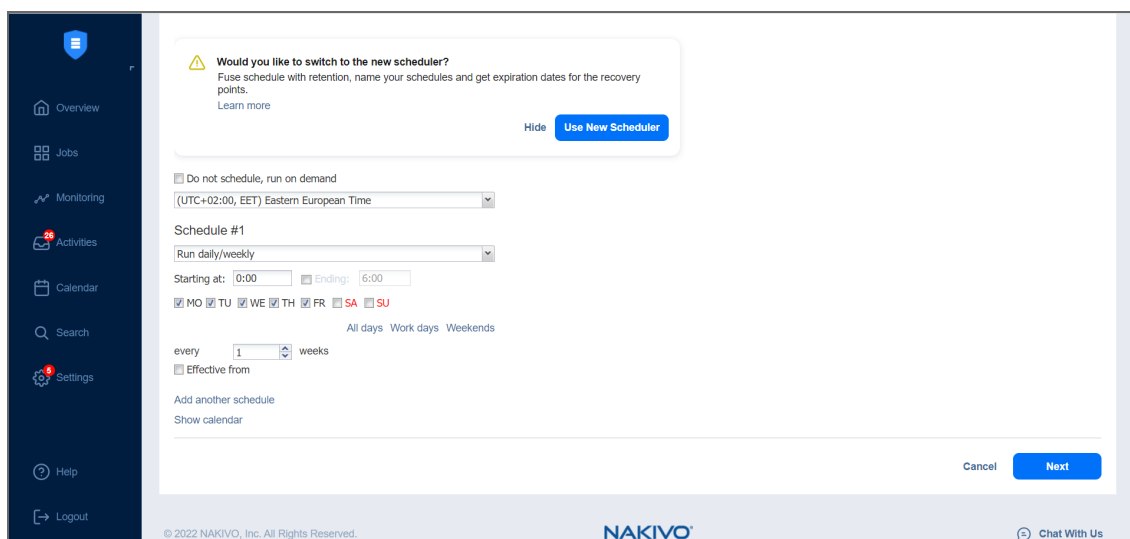 Would you like to switch to the new scheduler?
Fuse schedule with retention, name your schedules and get expiration dates for the recovery
points.
Learn more
Hide Use New Scheduler
Overview
Jobs
Monitoring
26
Activities
Calendar
Search
5
Settings
Help
Logout
Do not schedule, run on demand
(UTC+02:00, EET) Eastern European Time
Schedule #1
Run daily/weekly
Starting at: 0:00 Ending: 6:00
MO TU WE TH FR SA SU
All days Work days Weekends
every 1 weeks
Effective from
Add another schedule
Show calendar
Cancel Next
© 2022 NAKIVO, Inc. All Rights Reserved. NAKIVO® Chat With Us